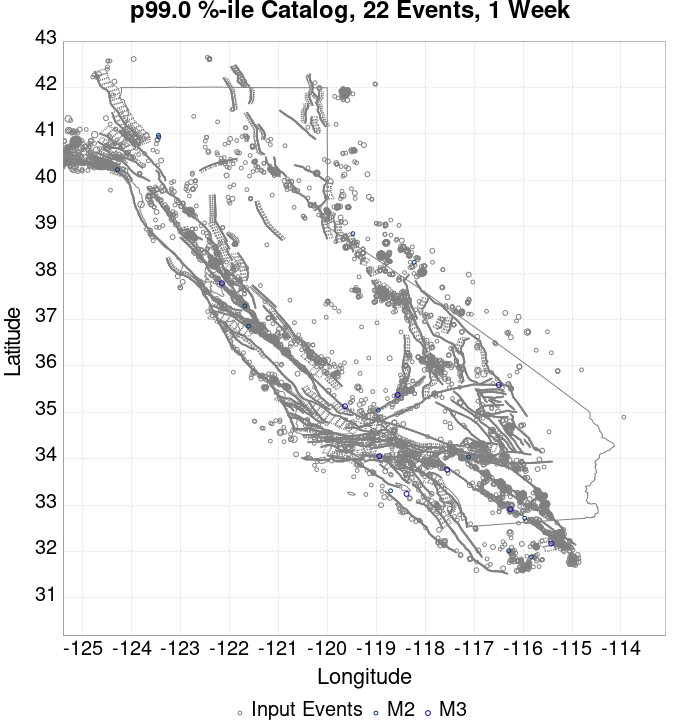 p99.0 %-ile Catalog, 22 Events, 1 Week
43
42
41
40
39
38
37
36
35
34
33
32
31
Latitude
-125 -124 -123 -122 -121 -120 -119 -118 -117 -116 -115 -114
Longitude
Input Events M2 M3